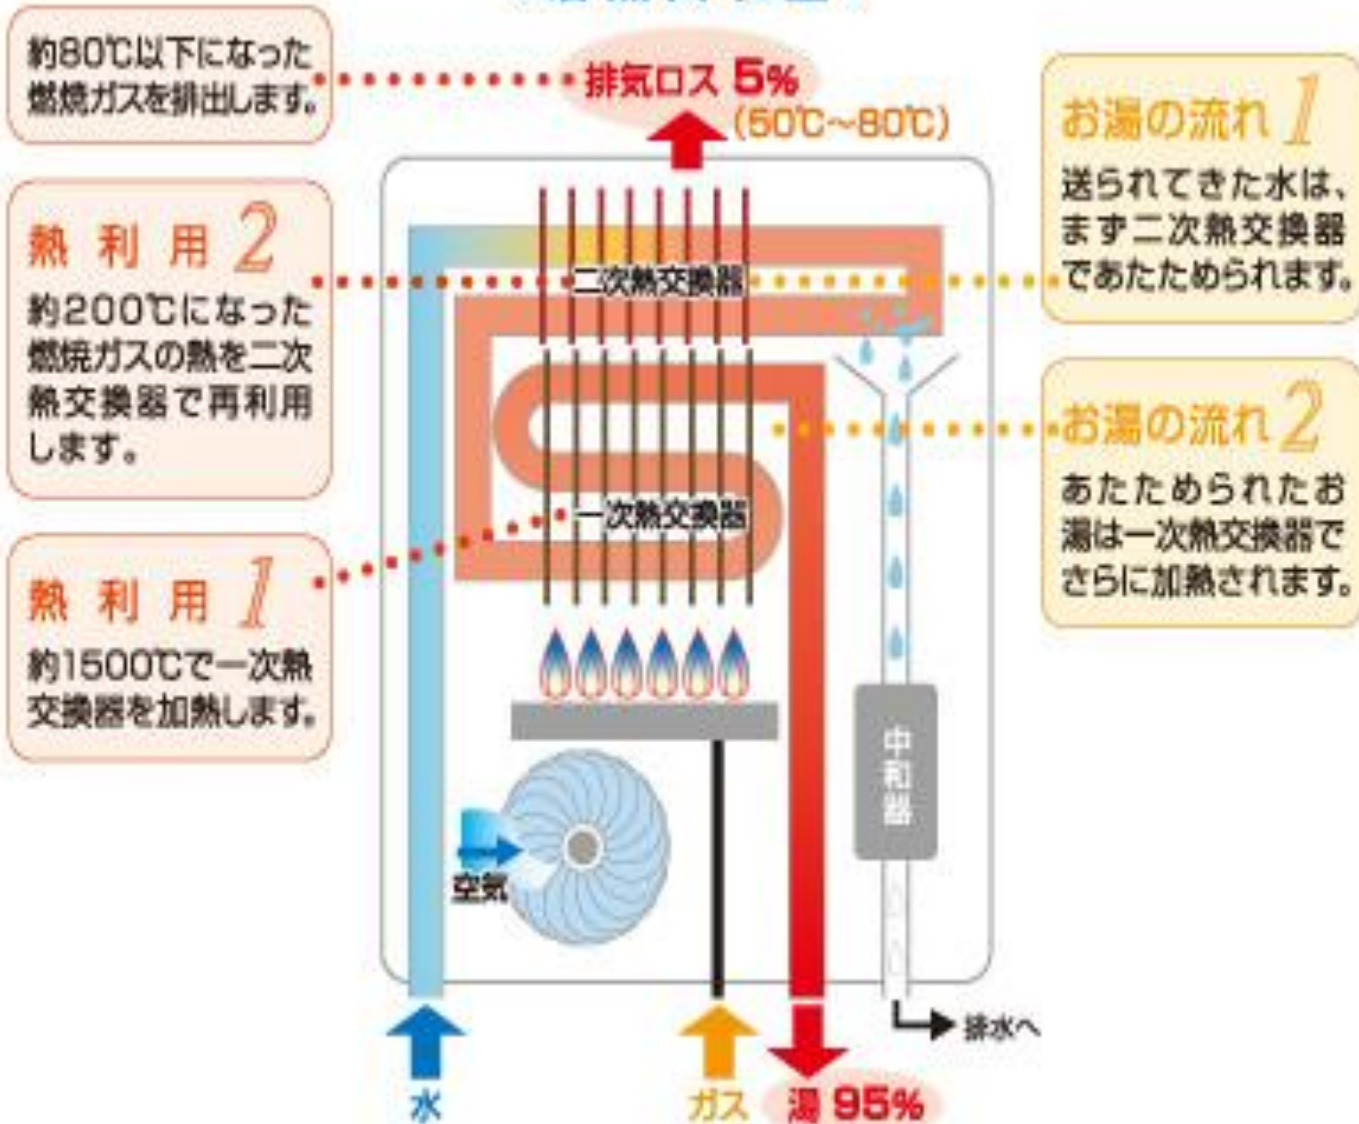 約80℃以下になった
燃焼ガスを排出します。
排気ロス 5%
(50℃〜80℃)
熱利用2
約200℃になった
燃焼ガスの熱を二次
熱交換器で再利用
します。
熱利用1
約1500℃で一次熱
交換器を加熱します。
お湯の流れ1
送られてきた水は、
まず二次熱交換器
であたためられます。
お湯の流れ2
あたためられたお
湯は一次熱交換器で
さらに加熱されます。
二次熱交換器
一次熱交換器
中和器
空気
排水へ
水
ガス
湯 95%